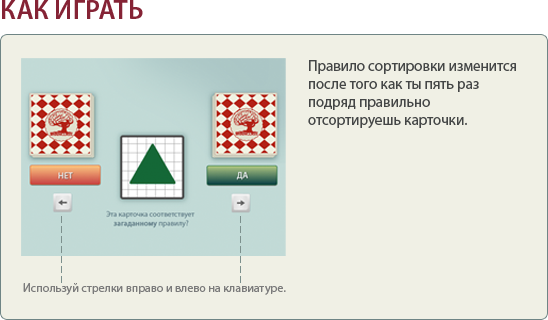 КАК ИГРАТЬ
Правило сортировки изменится
после того как ты пять раз
подряд правильно
отсортируешь карточки.
НЕТ
ДА
Эта карточка соответствует
загаданному правилу?
Используй стрелки вправо и влево на клавиатуре.